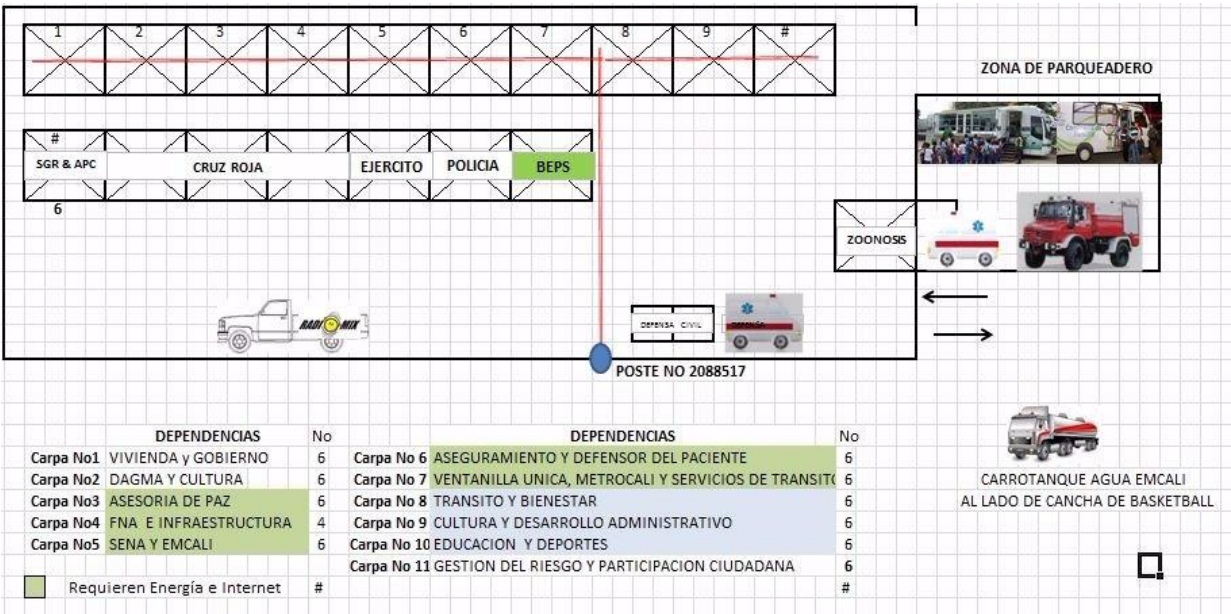 1 2 3 4 5 6 7 8 9 #
ZONA DE PARQUEADERO
#
SGR & APC CRUZ ROJA EJERCITO POLICIA BEPS
6
ZOONOSIS
RADIO MIX
DEFENSA CIVIL DEFENSA
POSTE NO 2088517
DEPENDENCIAS No DEPENDENCIAS No
Carpa No1 VIVIENDA y GOBIERNO 6 Carpa No 6 ASEGURAMIENTO Y DEFENSOR DEL PACIENTE 6
Carpa No2 DAGMA Y CULTURA 6 Carpa No 7 VENTANILLA UNICA, METROCALI Y SERVICIOS DE TRANSITO 6
Carpa No3 ASESORIA DE PAZ 6 Carpa No 8 TRANSITO Y BIENESTAR 6
Carpa No4 FNA E INFRAESTRUCTURA 4 Carpa No 9 CULTURA Y DESARROLLO ADMINISTRATIVO 6
Carpa No5 SENA Y EMCALI 6 Carpa No 10 EDUCACION Y DEPORTES 6
Carpa No 11 GESTION DEL RIESGO Y PARTICIPACION CIUDADANA 6
Requieren Energía e Internet # #
CARROTANQUE AGUA EMCALI
AL LADO DE CANCHA DE BASKETBALL